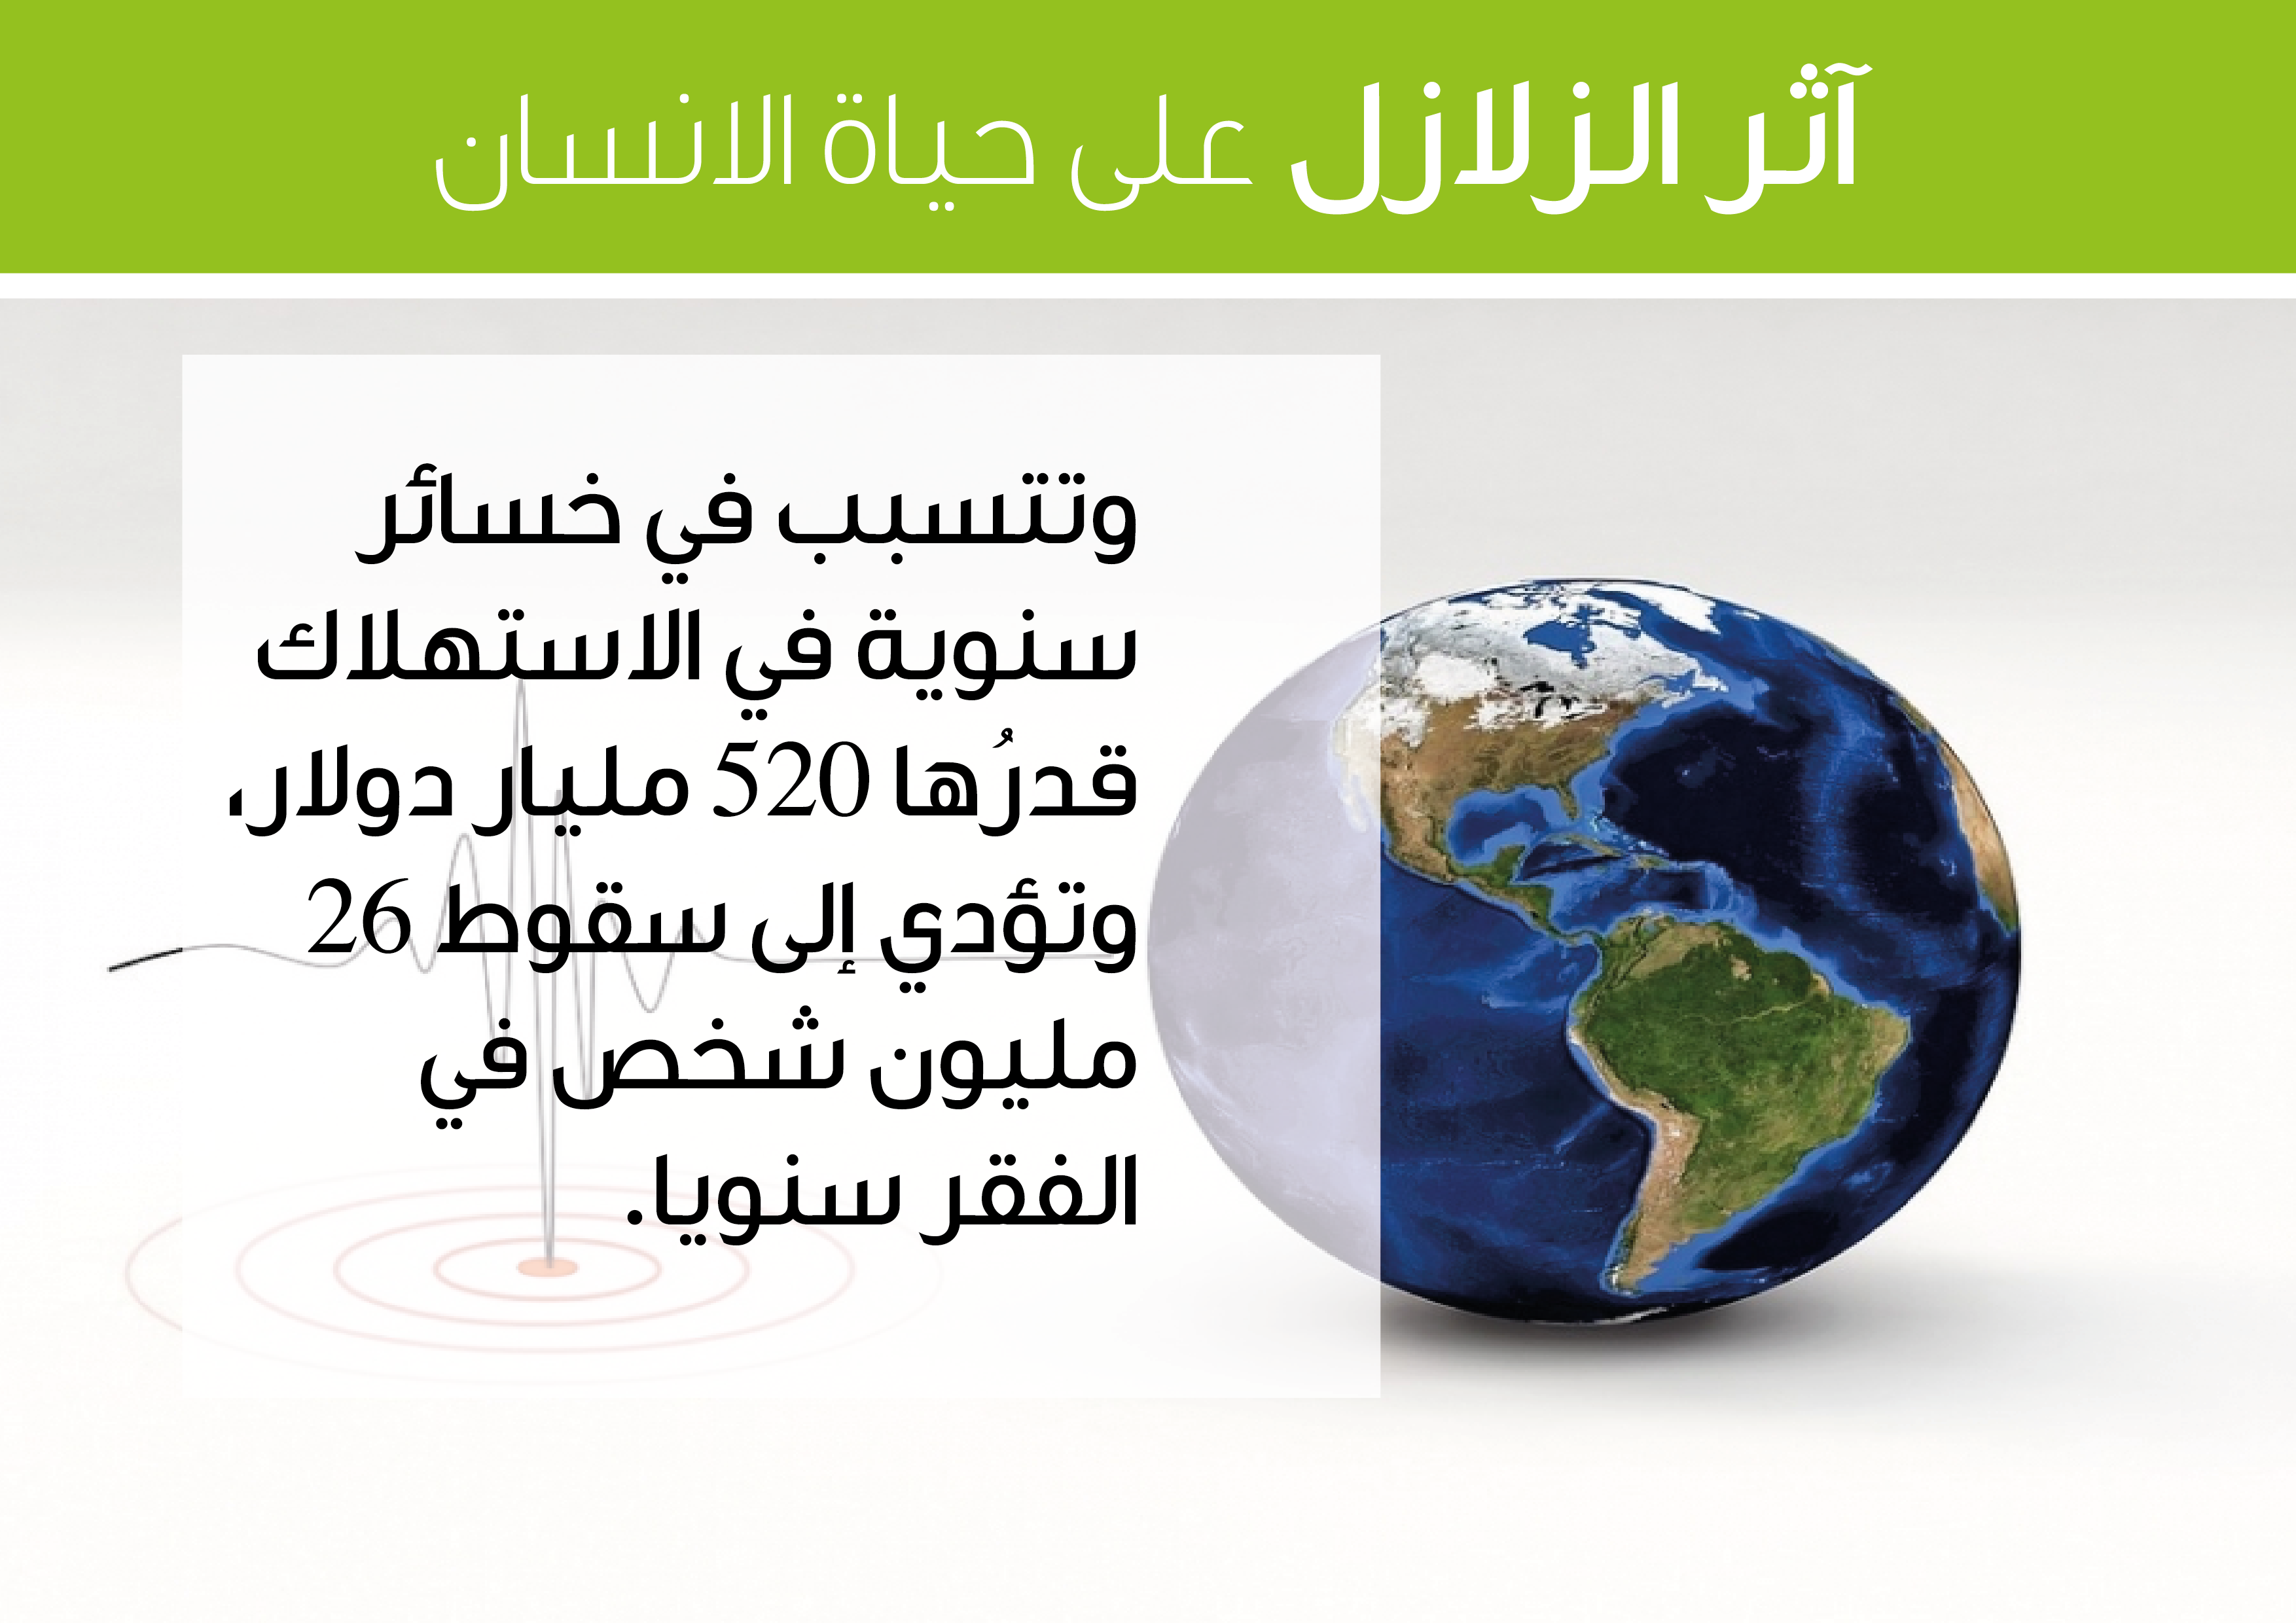 آثر الزلازل على حياة الانسان
وتتسبب في خسائر
سنوية في الاستهلاك
قدرُها 520 مليار دولار،
وتؤدي إلى سقوط 26
مليون شخص في
الفقر سنويا.